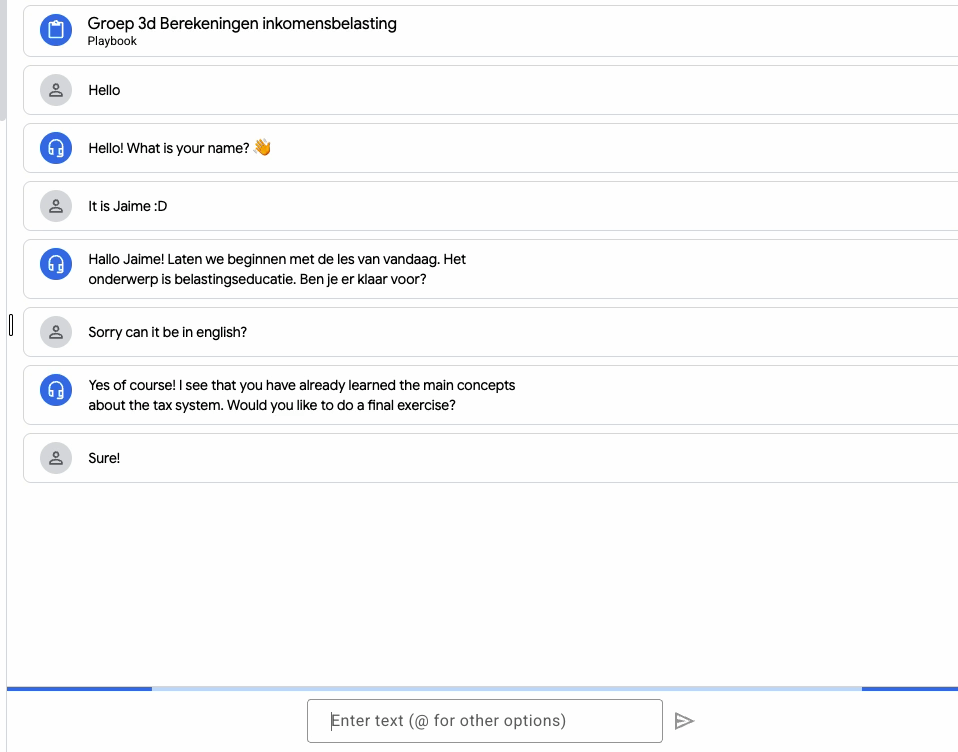 Groep 3d Berekeningen inkomensbelasting
Playbook
Hello
Hello! What is your name? 👋
It is Jaime :D
Hallo Jaime! Laten we beginnen met de les van vandaag. Het
onderwerp is belastingseducatie. Ben je er klaar voor?
Sorry can it be in english?
Yes of course! I see that you have already learned the main concepts
about the tax system. Would you like to do a final exercise?
Sure!
Enter text (@ for other options)